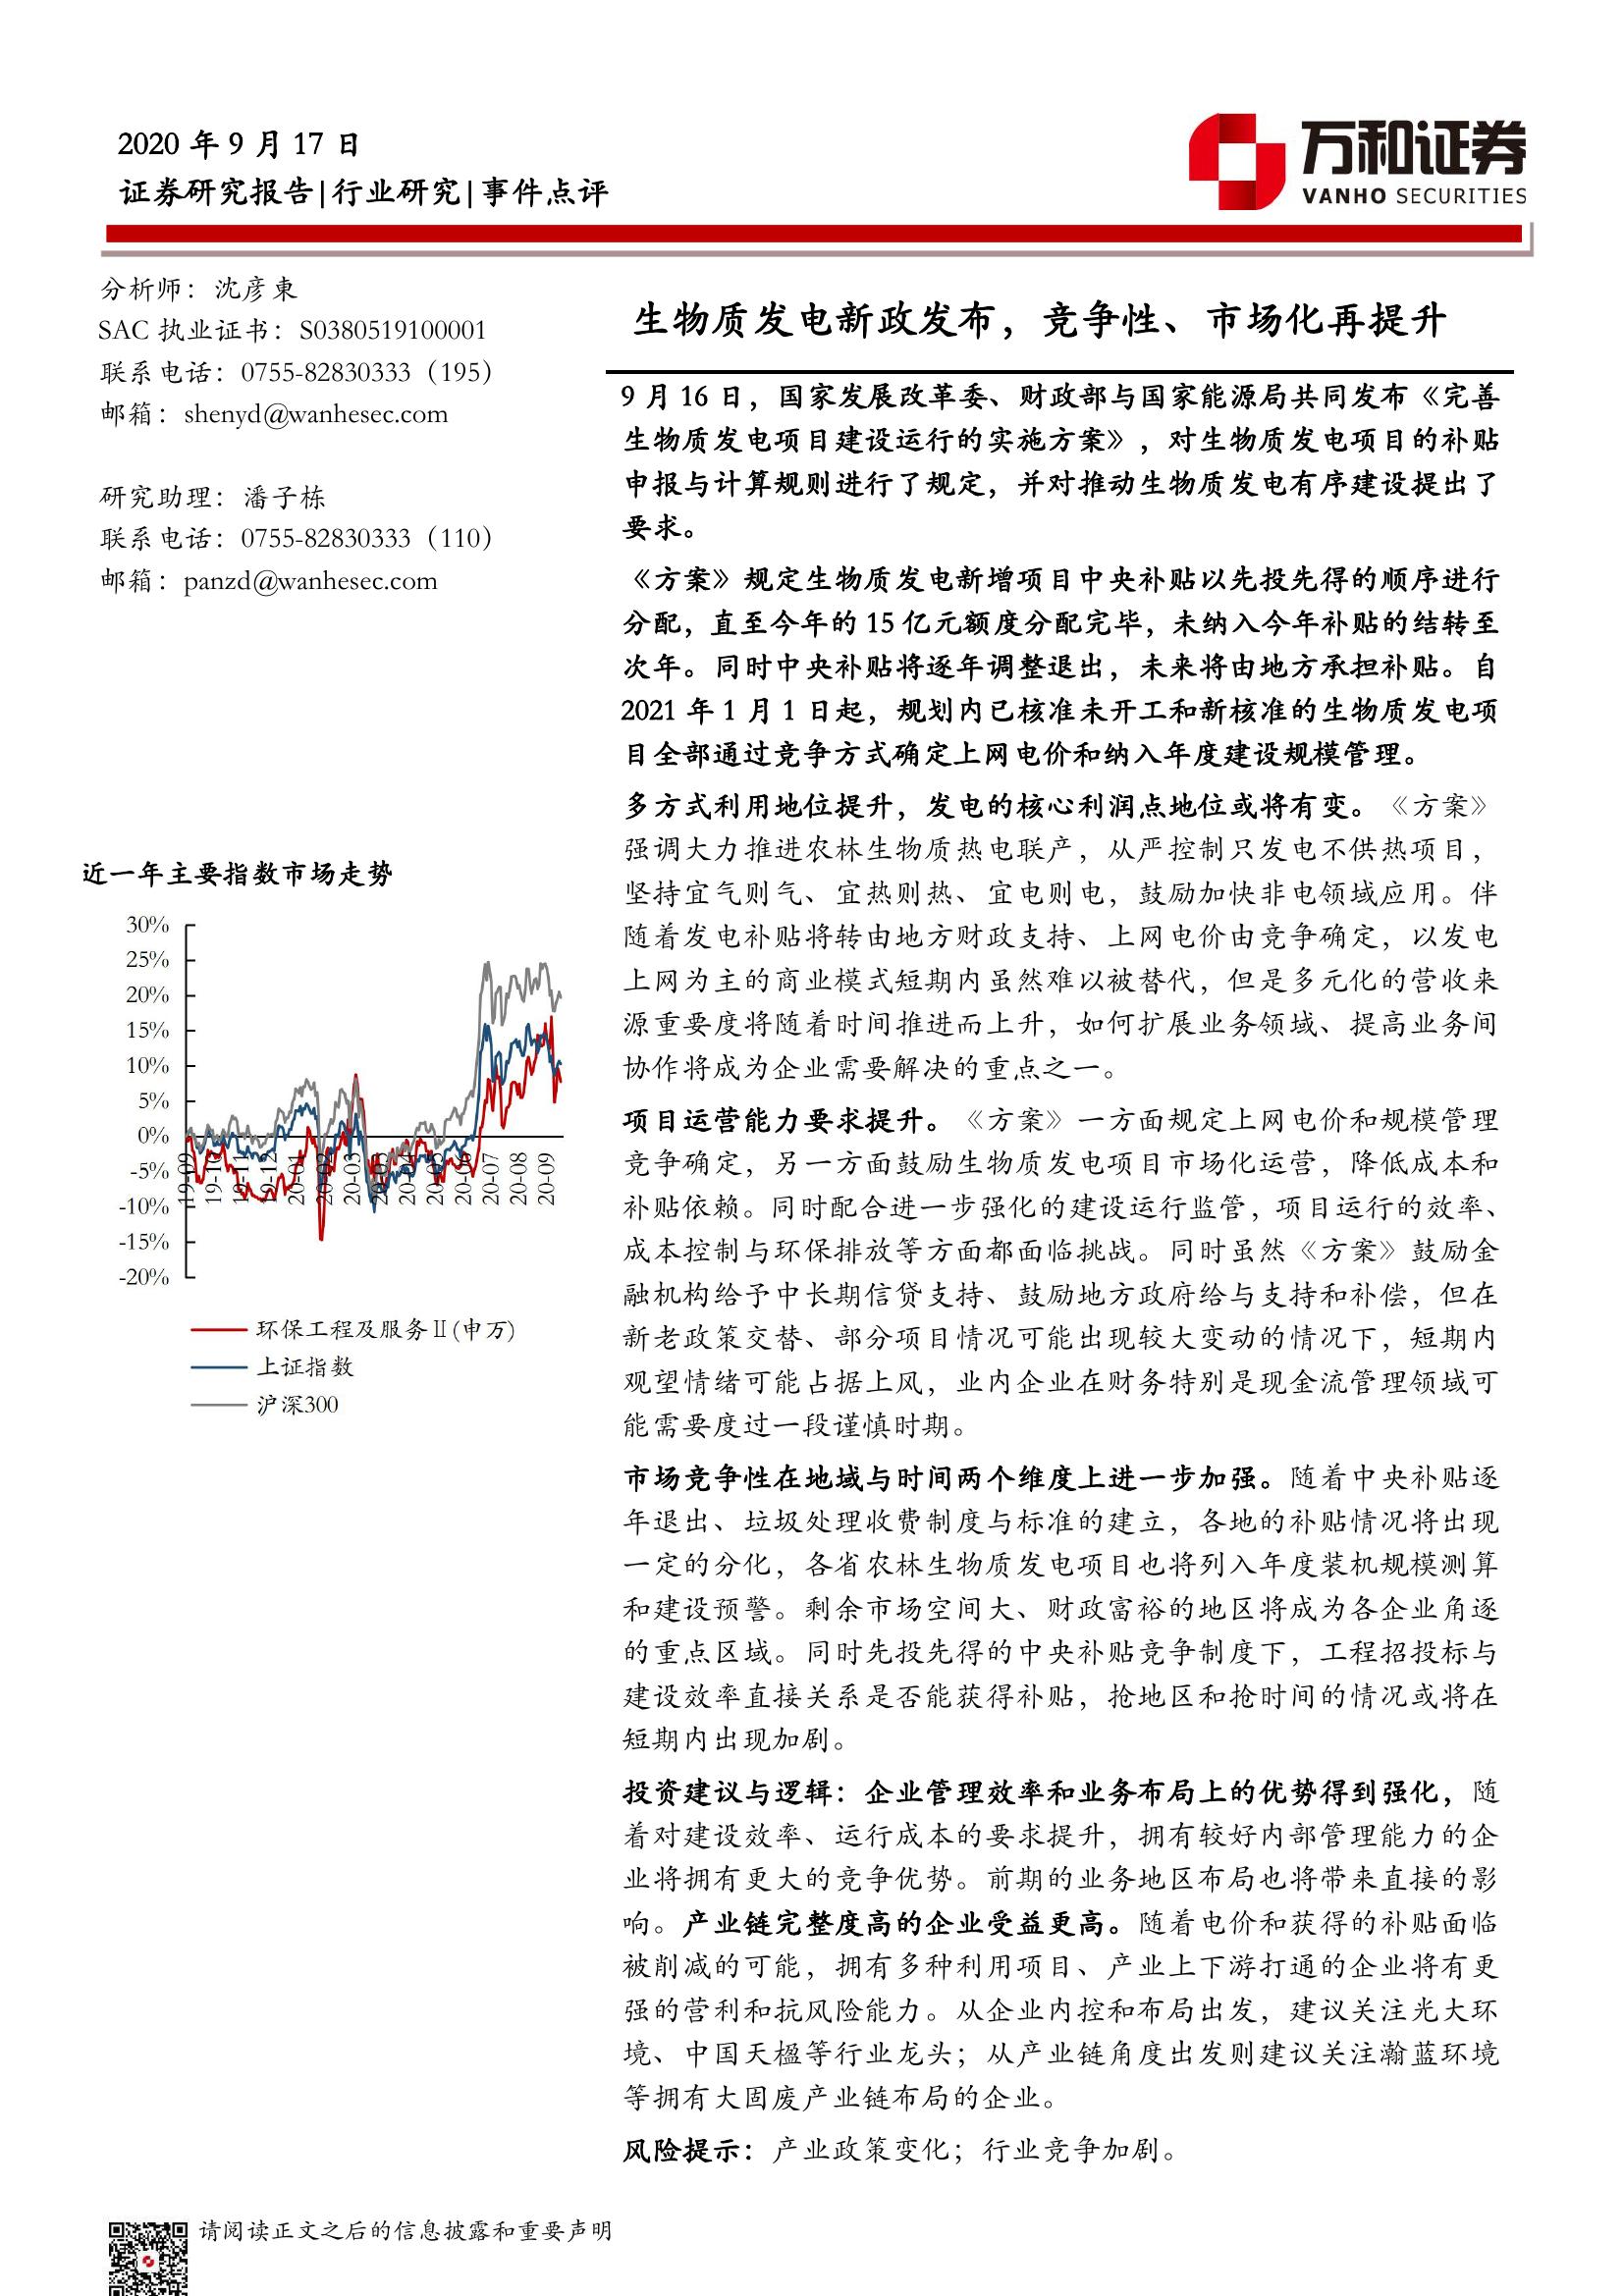 2020 年 9 月 17 日
证券研究报告|行业研究|事件点评
万和证券
VANHO SECURITIES
分析师：沈彦東
SAC 执业证书：S0380519100001
联系电话：0755-82830333（195）
邮箱：shenyd@wanhesec.com
研究助理：潘子栋
联系电话：0755-82830333（110）
邮箱：panzd@wanhesec.com
近一年主要指数市场走势
30%
25%
20%
15%
10%
5%
0%
-5%
-10%
-15%
-20%
19-09
19-10
19-11
19-12
20-01
20-02
20-03
20-03
20-04
20-05
20-06
20-07
20-08
20-09
环保工程及服务Ⅱ(申万)
上证指数
沪深300
生物质发电新政发布，竞争性、市场化再提升
9 月 16 日，国家发展改革委、财政部与国家能源局共同发布《完善
生物质发电项目建设运行的实施方案》，对生物质发电项目的补贴
申报与计算规则进行了规定，并对推动生物质发电有序建设提出了
要求。
《方案》规定生物质发电新增项目中央补贴以先投先得的顺序进行
分配，直至今年的 15 亿元额度分配完毕，未纳入今年补贴的结转至
次年。同时中央补贴将逐年调整退出，未来将由地方承担补贴。自
2021 年 1 月 1 日起，规划内已核准未开工和新核准的生物质发电项
目全部通过竞争方式确定上网电价和纳入年度建设规模管理。
多方式利用地位提升，发电的核心利润点地位或将有变。《方案》
强调大力推进农林生物质热电联产，从严控制只发电不供热项目，
坚持宜气则气、宜热则热、宜电则电，鼓励加快非电领域应用。伴
随着发电补贴将转由地方财政支持、上网电价由竞争确定，以发电
上网为主的商业模式短期内虽然难以被替代，但是多元化的营收来
源重要度将随着时间推进而上升，如何扩展业务领域、提高业务间
协作将成为企业需要解决的重点之一。
项目运营能力要求提升。《方案》一方面规定上网电价和规模管理
竞争确定，另一方面鼓励生物质发电项目市场化运营，降低成本和
补贴依赖。同时配合进一步强化的建设运行监管，项目运行的效率、
成本控制与环保排放等方面都面临挑战。同时虽然《方案》鼓励金
融机构给予中长期信贷支持、鼓励地方政府给与支持和补偿，但在
新老政策交替、部分项目情况可能出现较大变动的情况下，短期内
观望情绪可能占据上风，业内企业在财务特别是现金流管理领域可
能需要度过一段谨慎时期。
市场竞争性在地域与时间两个维度上进一步加强。随着中央补贴逐
年退出、垃圾处理收费制度与标准的建立，各地的补贴情况将出现
一定的分化，各省农林生物质发电项目也将列入年度装机规模测算
和建设预警。剩余市场空间大、财政富裕的地区将成为各企业角逐
的重点区域。同时先投先得的中央补贴竞争制度下，工程招投标与
建设效率直接关系是否能获得补贴，抢地区和抢时间的情况或将在
短期内出现加剧。
投资建议与逻辑：企业管理效率和业务布局上的优势得到强化，随
着对建设效率、运行成本的要求提升，拥有较好内部管理能力的企
业将拥有更大的竞争优势。前期的业务地区布局也将带来直接的影
响。产业链完整度高的企业受益更高。随着电价和获得的补贴面临
被削减的可能，拥有多种利用项目、产业上下游打通的企业将有更
强的营利和抗风险能力。从企业内控和布局出发，建议关注光大环
境、中国天楹等行业龙头；从产业链角度出发则建议关注瀚蓝环境
等拥有大固废产业链布局的企业。
风险提示：产业政策变化；行业竞争加剧。
请阅读正文之后的信息披露和重要声明